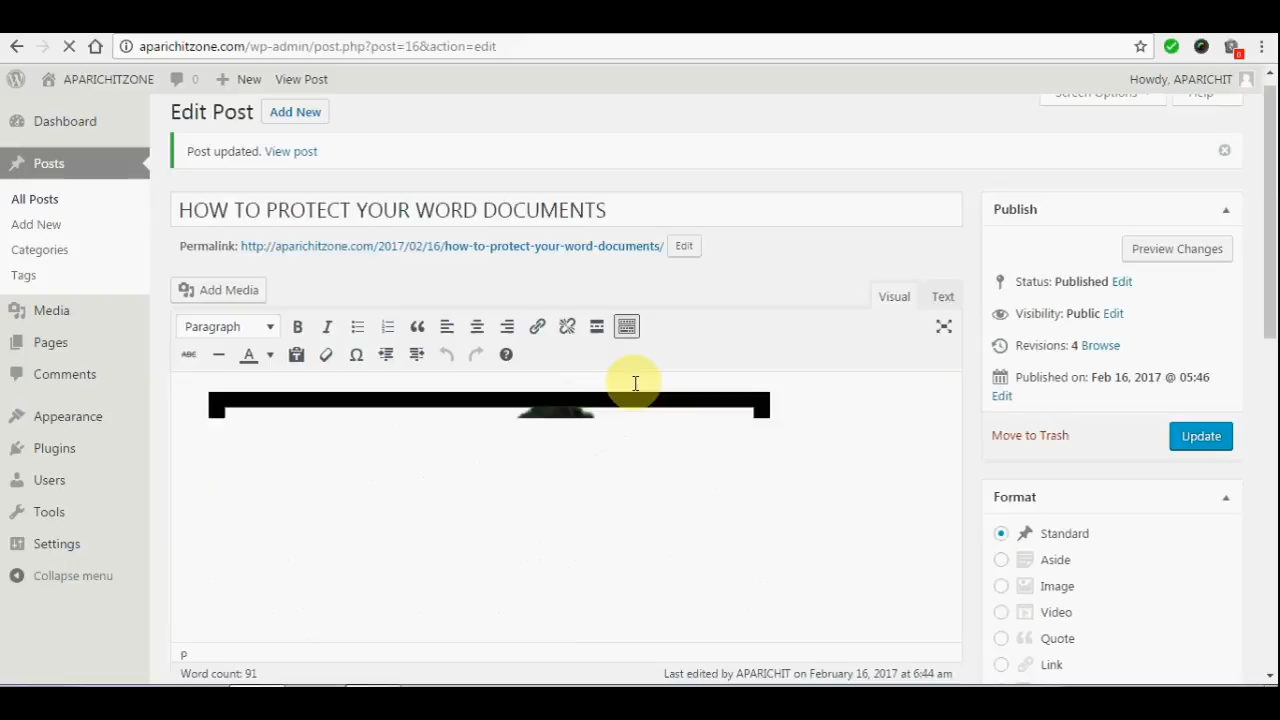 aparichitzone.com/wp-admin/post.php?post=16&action=edit
0
APARICHITZONE
0
New
View Post
Howdy, APARICHIT
Edit Post
Add New
Screen Options
Help
Dashboard
Post updated. View post
Posts
All Posts
Add New
Categories
Tags
Media
Pages
Comments
Appearance
Plugins
Users
Tools
Settings
Collapse menu
HOW TO PROTECT YOUR WORD DOCUMENTS
Permalink: http://aparichitzone.com/2017/02/16/how-to-protect-your-word-documents/
Edit
Add Media
Visual
Text
Paragraph
B
I
ABC
A
p
Word count: 91
Last edited by APARICHIT on February 16, 2017 at 6:44 am
Publish
Preview Changes
Status: Published Edit
Visibility: Public Edit
Revisions: 4 Browse
Published on: Feb 16, 2017 @ 05:46
Edit
Move to Trash
Update
Format
Standard
Aside
Image
Video
Quote
Link